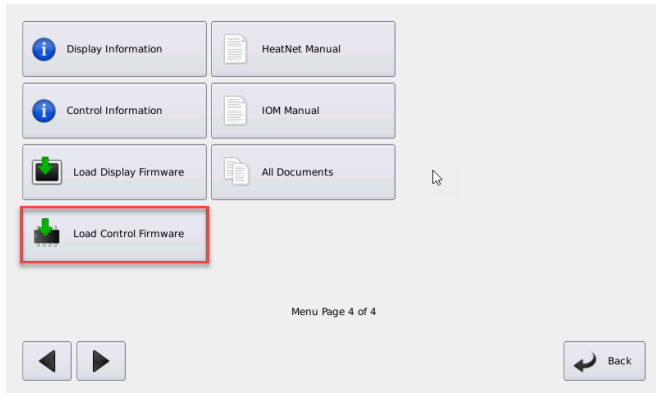 Display Information
HeatNet Manual
Control Information
IOM Manual
Load Display Firmware
All Documents
Load Control Firmware
Menu Page 4 of 4
Back